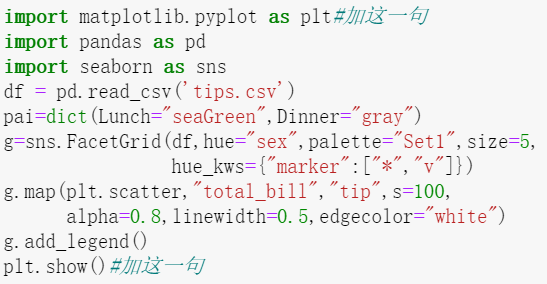 import matplotlib.pyplot as plt#加这一句
import pandas as pd
import seaborn as sns
df = pd.read_csv('tips.csv')
pai=dict(Lunch="seaGreen",Dinner="gray")
g=sns.FacetGrid(df,hue="sex",palette="Set1",size=5,
hue_kws={"marker":["*","v"]})
g.map(plt.scatter,"total_bill","tip",s=100,
alpha=0.8,linewidth=0.5,edgecolor="white")
g.add_legend()
plt.show()#加这一句